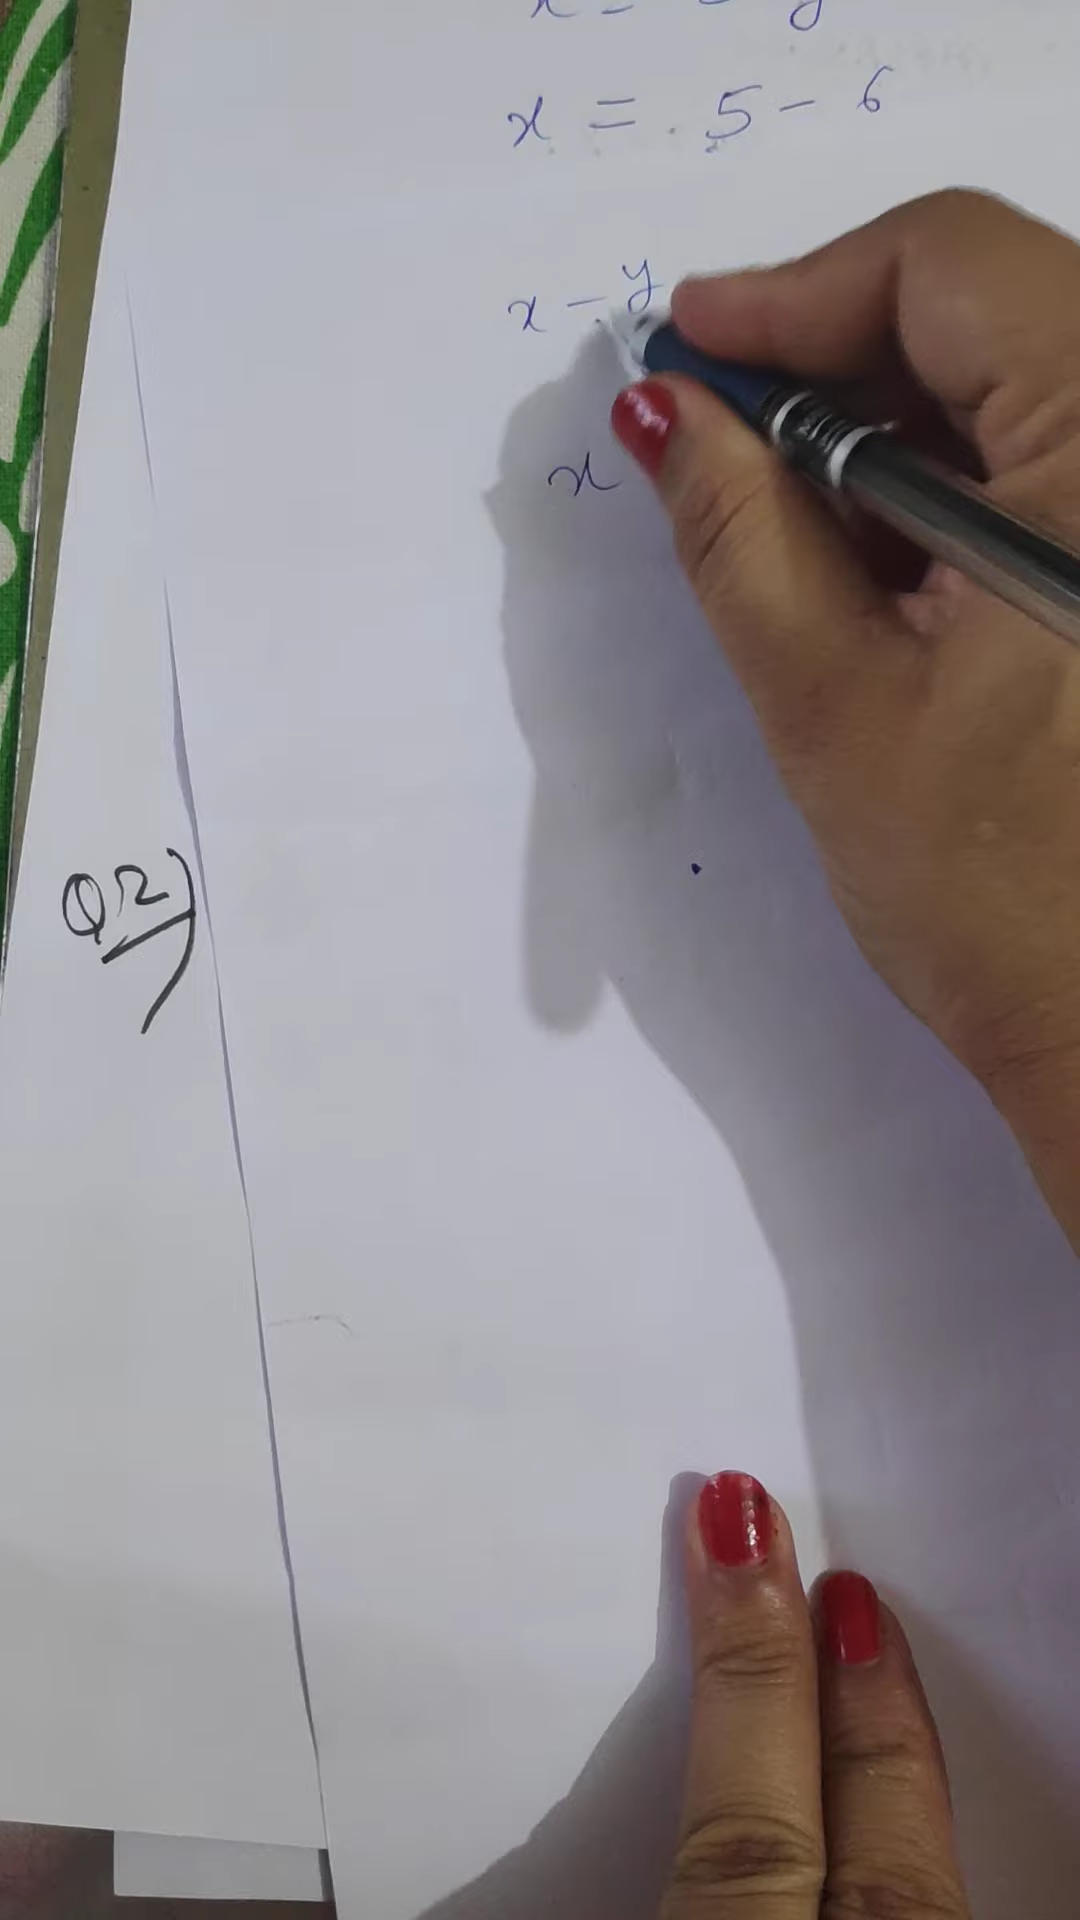 x = 5 - 6
x - y
x
Q2)